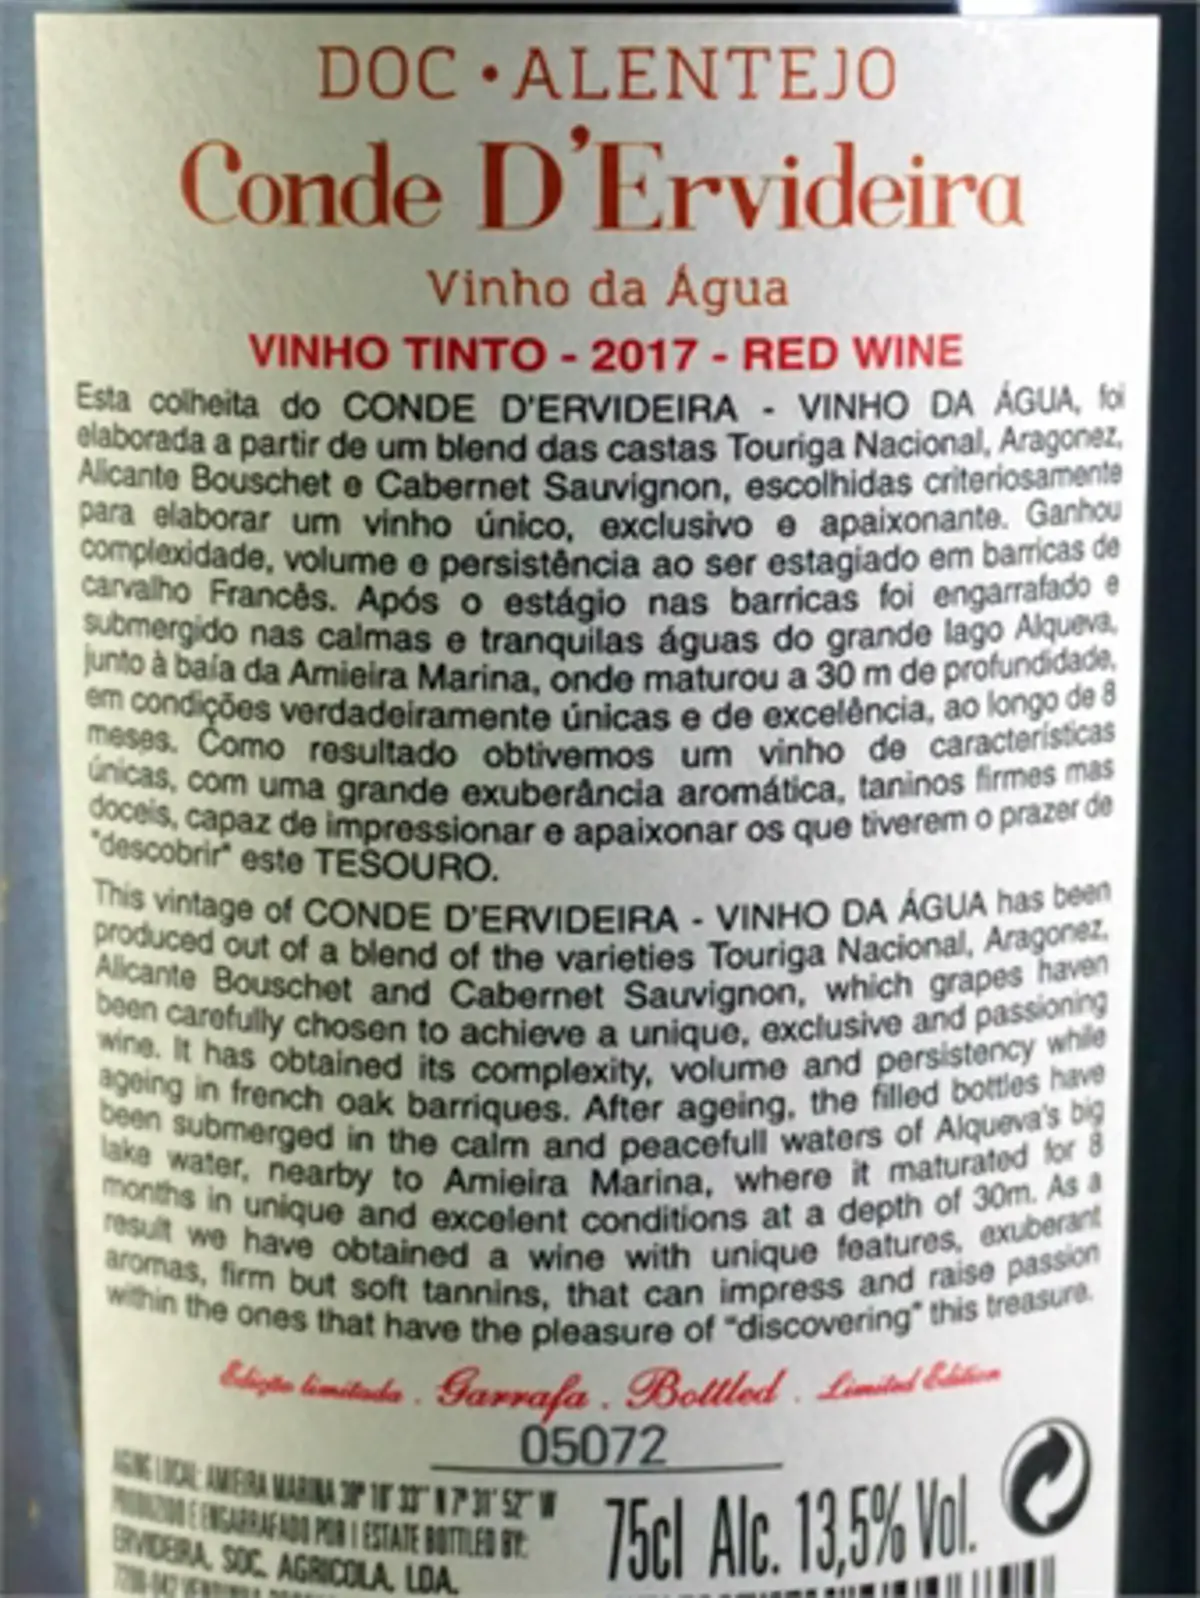 DOC • ALENTEJO
Conde D'Ervideira
Vinho da Água
VINHO TINTO - 2017 - RED WINE
Esta colheita do CONDE D'ERVIDEIRA - VINHO DA ÁGUA, foi
elaborada a partir de um blend das castas Touriga Nacional, Aragonez,
Alicante Bouschet e Cabernet Sauvignon, escolhidas criteriosamente
para elaborar um vinho único, exclusivo e apaixonante. Ganhou
complexidade, volume e persistência ao ser estagiado em barricas de
carvalho Francês. Após o estágio nas barricas foi engarrafado e
submergido nas calmas e tranquilas águas do grande lago Alqueva,
junto à baía da Amieira Marina, onde maturou a 30 m de profundidade,
em condições verdadeiramente únicas e de excelência, ao longo de 8
meses. Como resultado obtivemos um vinho de características
únicas, com uma grande exuberância aromática, taninos firmes mas
doceis, capaz de impressionar e apaixonar os que tiverem o prazer de
"descobrir" este TESOURO.
This vintage of CONDE D'ERVIDEIRA - VINHO DA ÁGUA has been
produced out of a blend of the varieties Touriga Nacional, Aragonez,
Alicante Bouschet and Cabernet Sauvignon, which grapes haven
been carefully chosen to achieve a unique, exclusive and passioning
wine. It has obtained its complexity, volume and persistency while
ageing in french oak barriques. After ageing, the filled bottles have
been submerged in the calm and peacefull waters of Alqueva's big
lake water, nearby to Amieira Marina, where it maturated for 8
months in unique and excelent conditions at a depth of 30m. As a
result we have obtained a wine with unique features, exuberant
aromas, firm but soft tannins, that can impress and raise passion
within the ones that have the pleasure of "discovering" this treasure.
Edição limitada . Garrafa . Bottled . Limited Edition
05072
AGING LOCAL: AMIEIRA MARINA 38º 16' 33" N 7º 31' 52" W
PRODUZIDO E ENGARRAFADO POR | ESTATE BOTTLED BY:
ERVIDEIRA, SOC. AGRICOLA, LDA.
75cl Alc. 13,5% Vol.